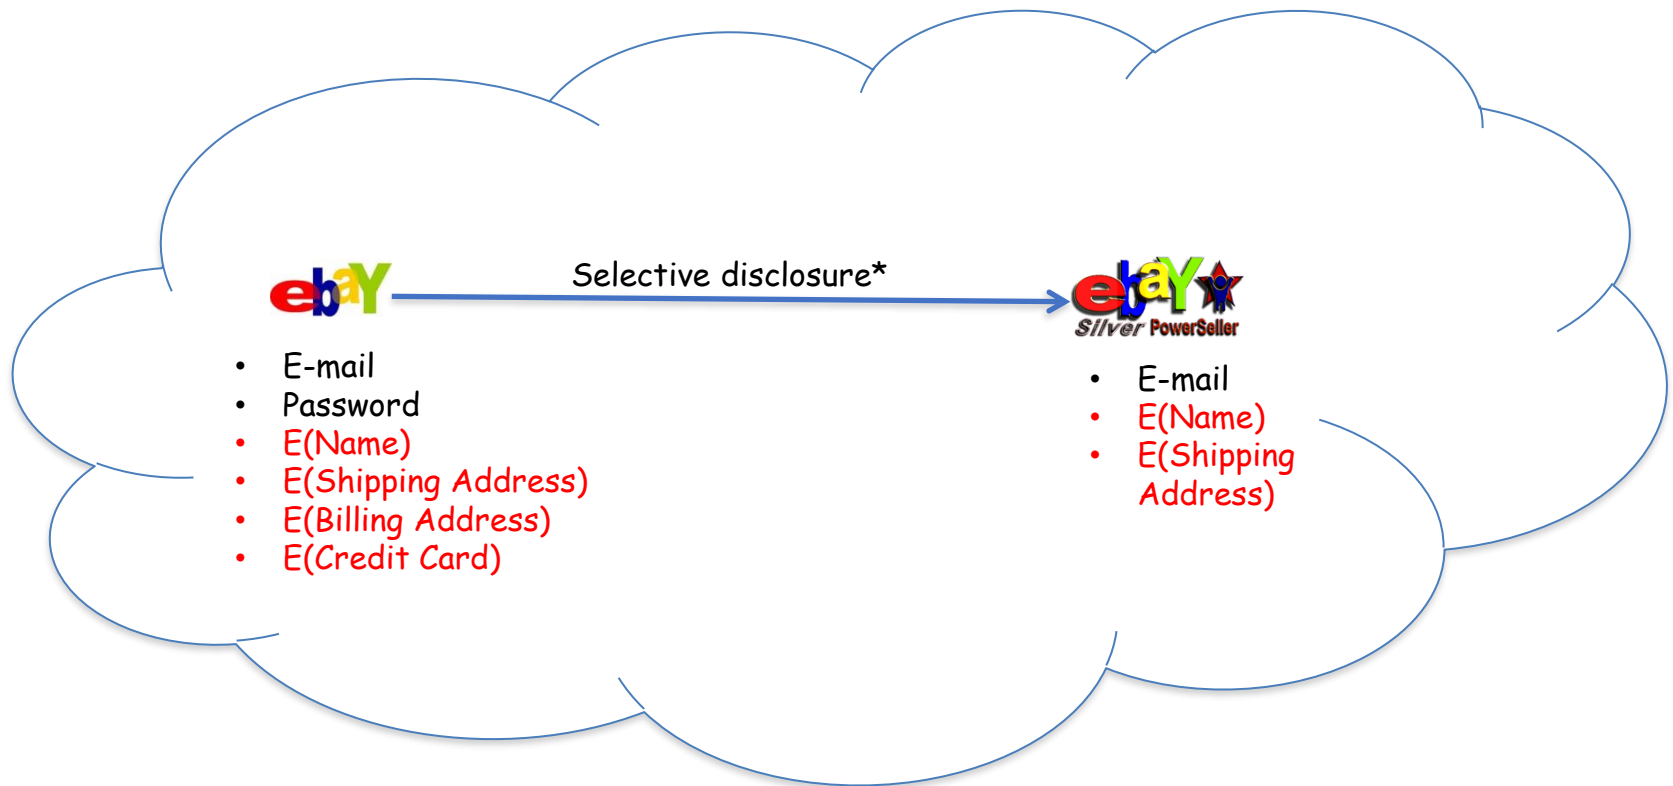 Selective disclosure*
ebaY
ebaY
Silver PowerSeller
• E-mail
• Password
• E(Name)
• E(Shipping Address)
• E(Billing Address)
• E(Credit Card)
• E-mail
• E(Name)
• E(Shipping
Address)